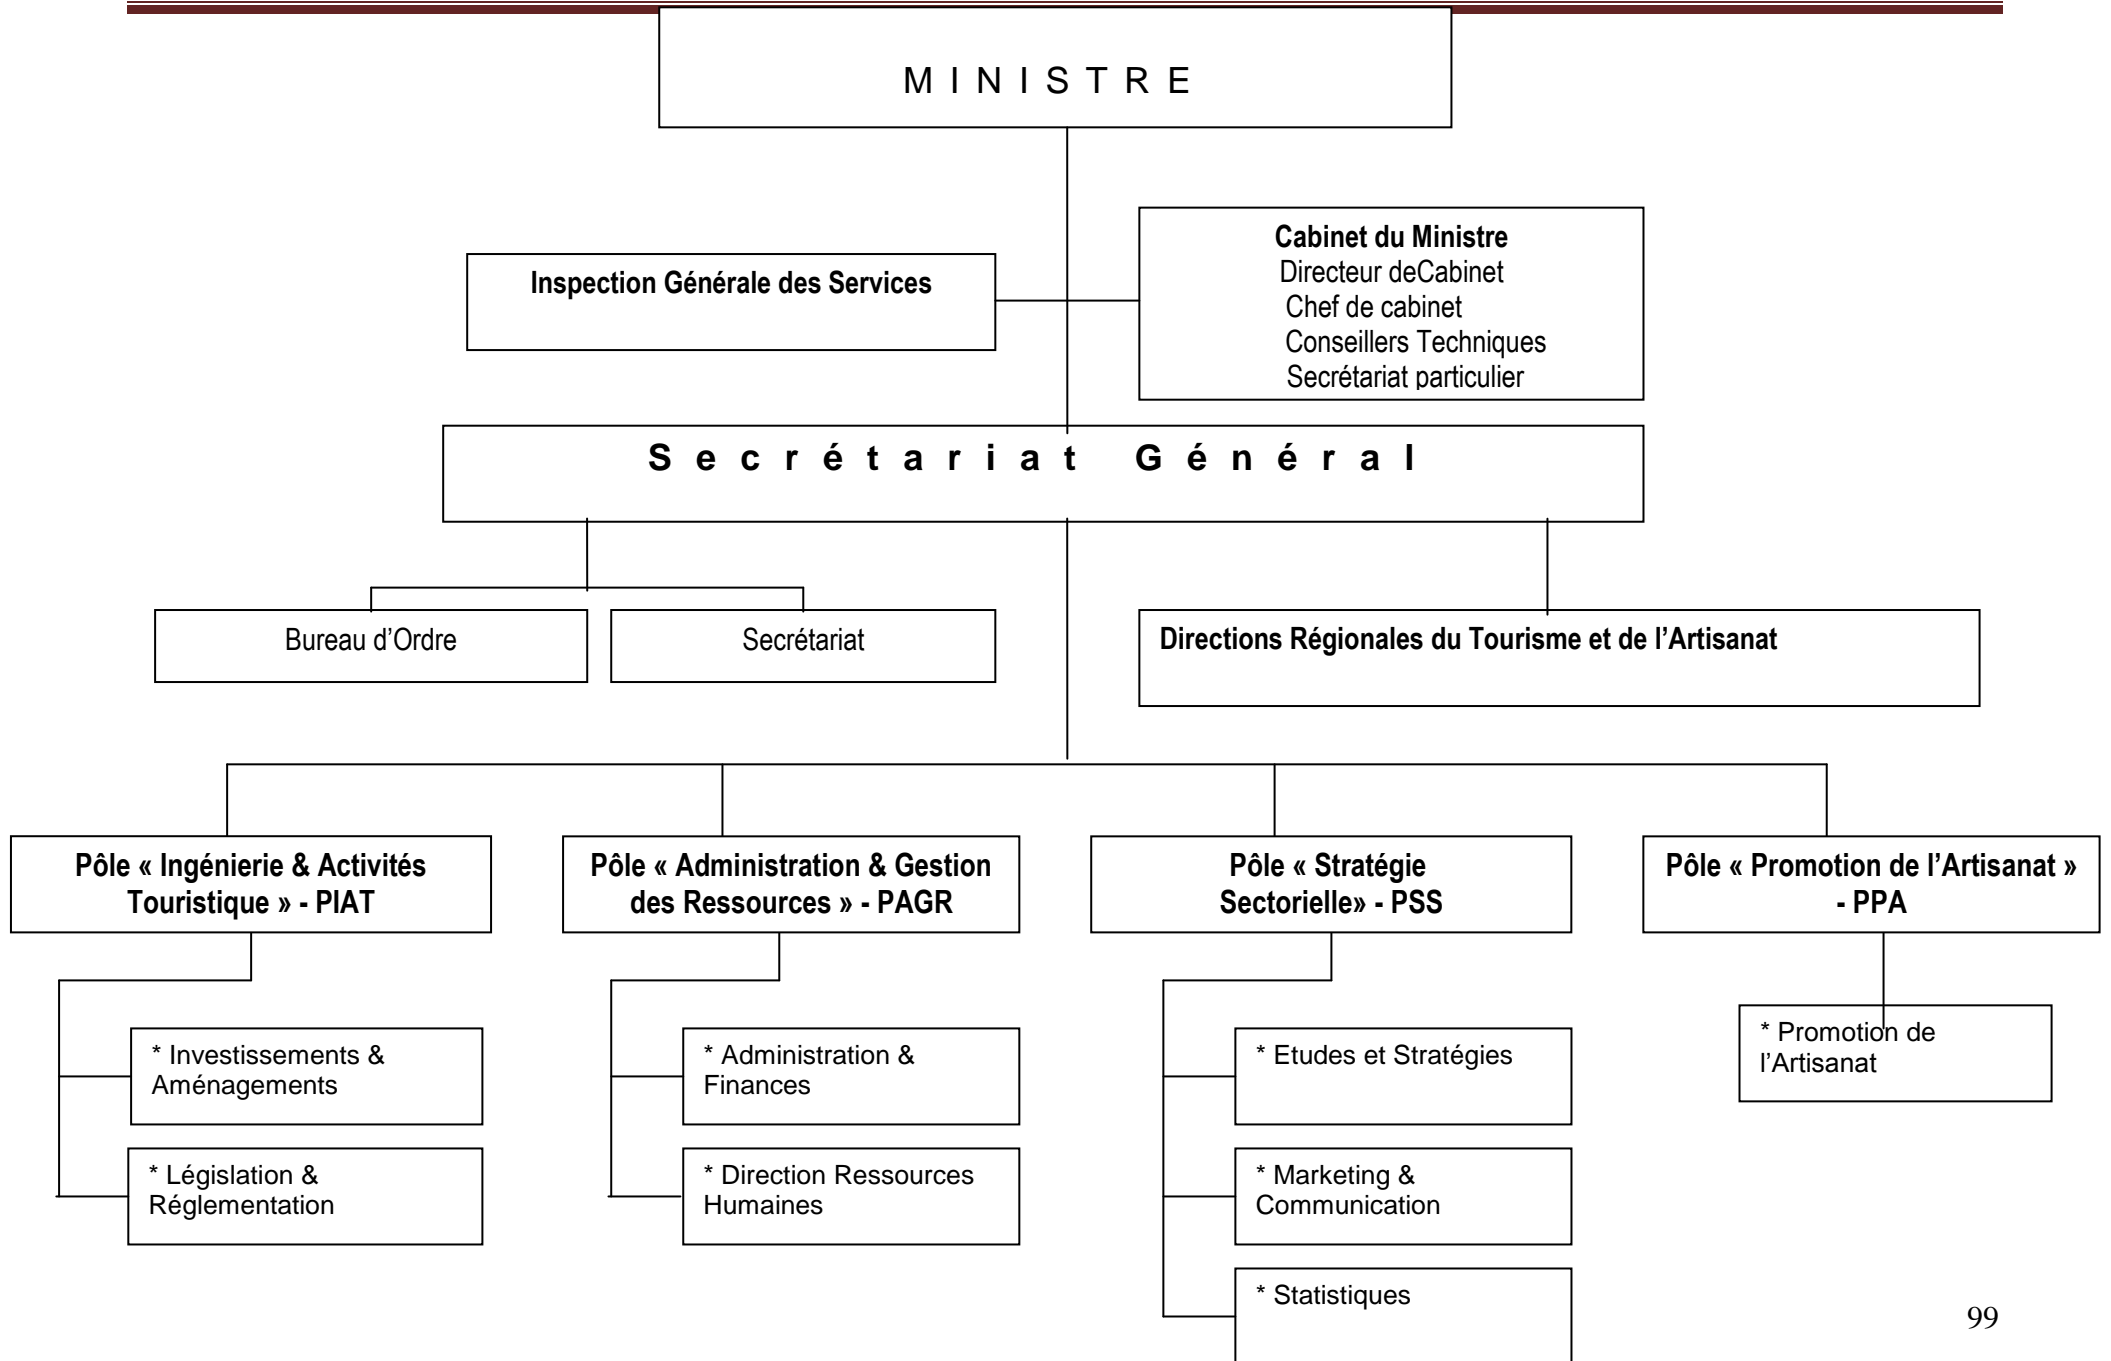 M I N I S T R E
Inspection Générale des Services
Cabinet du Ministre
Directeur deCabinet
Chef de cabinet
Conseillers Techniques
Secrétariat particulier
S e c r é t a r i a t G é n é r a l
Bureau d’Ordre
Secrétariat
Directions Régionales du Tourisme et de l’Artisanat
Pôle « Ingénierie & Activités
Touristique » - PIAT
Pôle « Administration & Gestion
des Ressources » - PAGR
Pôle « Stratégie
Sectorielle» - PSS
Pôle « Promotion de l’Artisanat »
- PPA
* Investissements &
Aménagements
* Législation &
Réglementation
* Administration &
Finances
* Direction Ressources
Humaines
* Etudes et Stratégies
* Marketing &
Communication
* Statistiques
* Promotion de
l’Artisanat
99